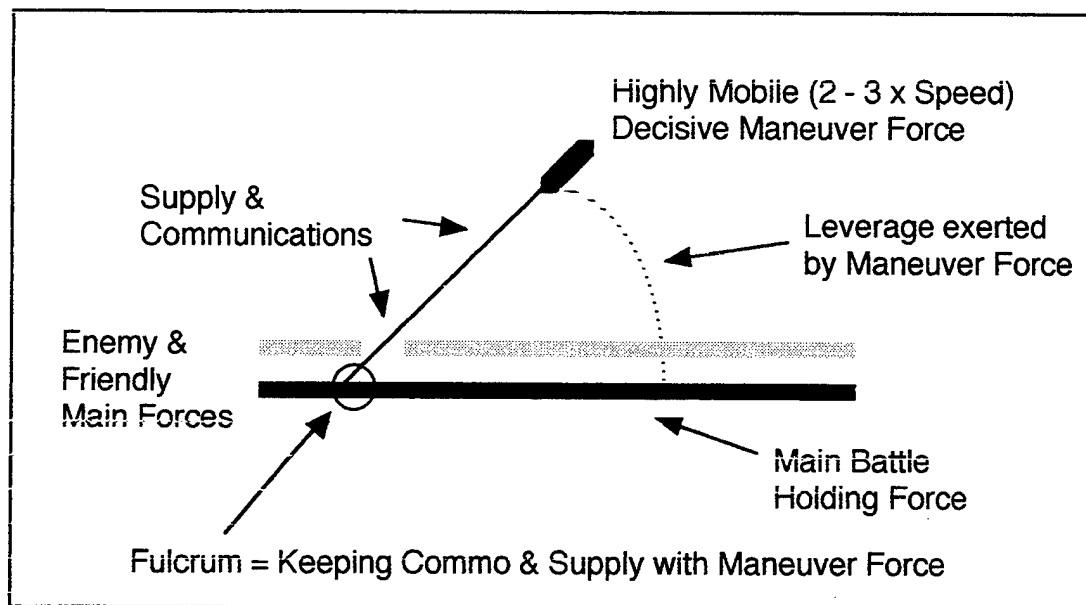 Highly Mobile (2 - 3 x Speed)
Decisive Maneuver Force
Supply &
Communications
Leverage exerted
by Maneuver Force
Enemy &
Friendly
Main Forces
Main Battle
Holding Force
Fulcrum = Keeping Commo & Supply with Maneuver Force